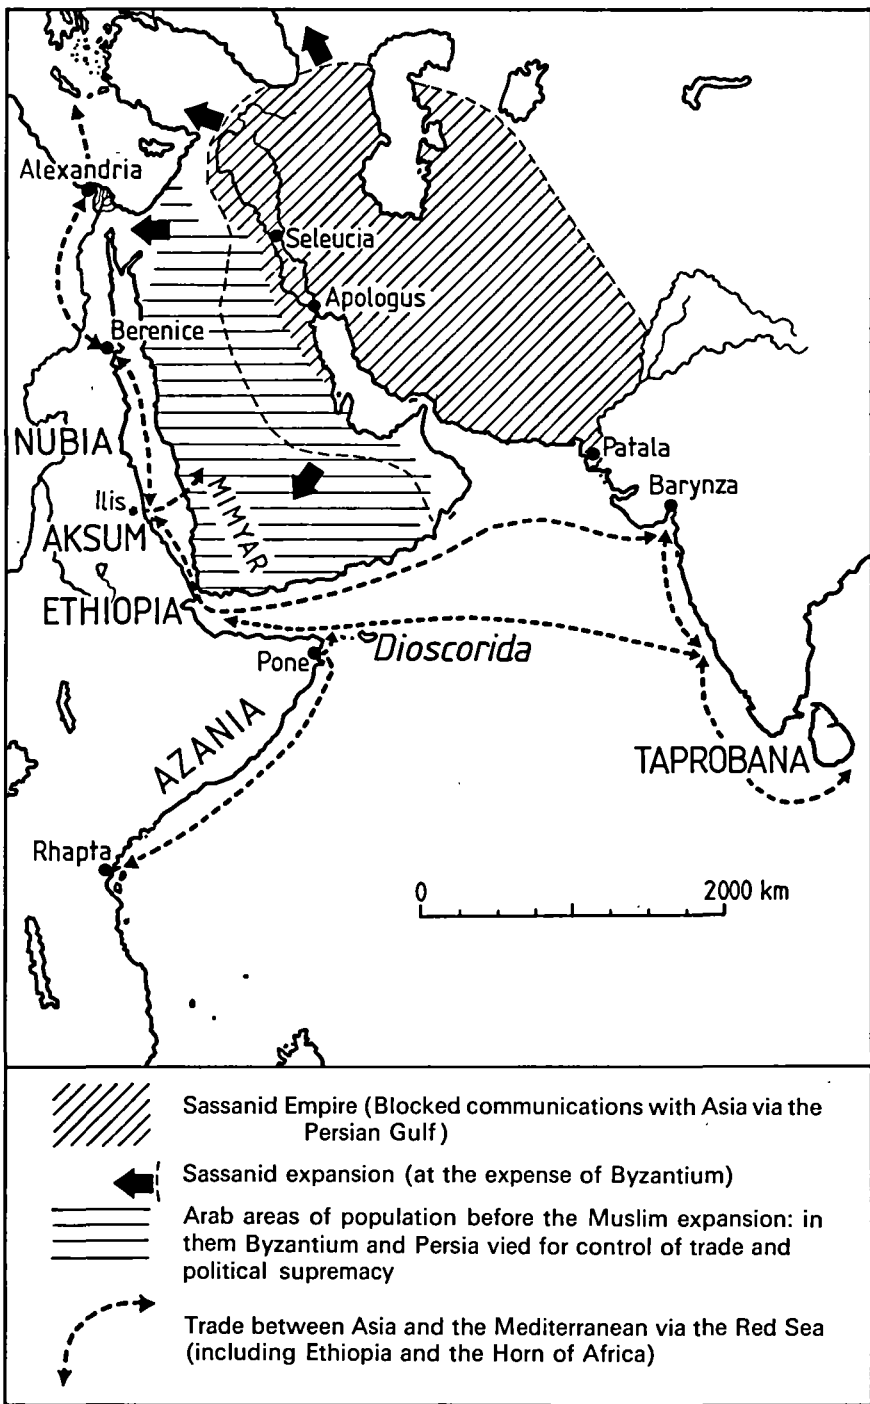 Alexandria
Seleucia
Apologus
Berenice
NUBIA
Patala
Ilis
MIMYAR
Barynza
AKSUM
ETHIOPIA
Pone
Dioscorida
AZANIA
TAPROBANA
Rhapta
0 2000 km
Sassanid Empire (Blocked communications with Asia via the
Persian Gulf)
Sassanid expansion (at the expense of Byzantium)
Arab areas of population before the Muslim expansion: in
them Byzantium and Persia vied for control of trade and
political supremacy
Trade between Asia and the Mediterranean via the Red Sea
(including Ethiopia and the Horn of Africa)